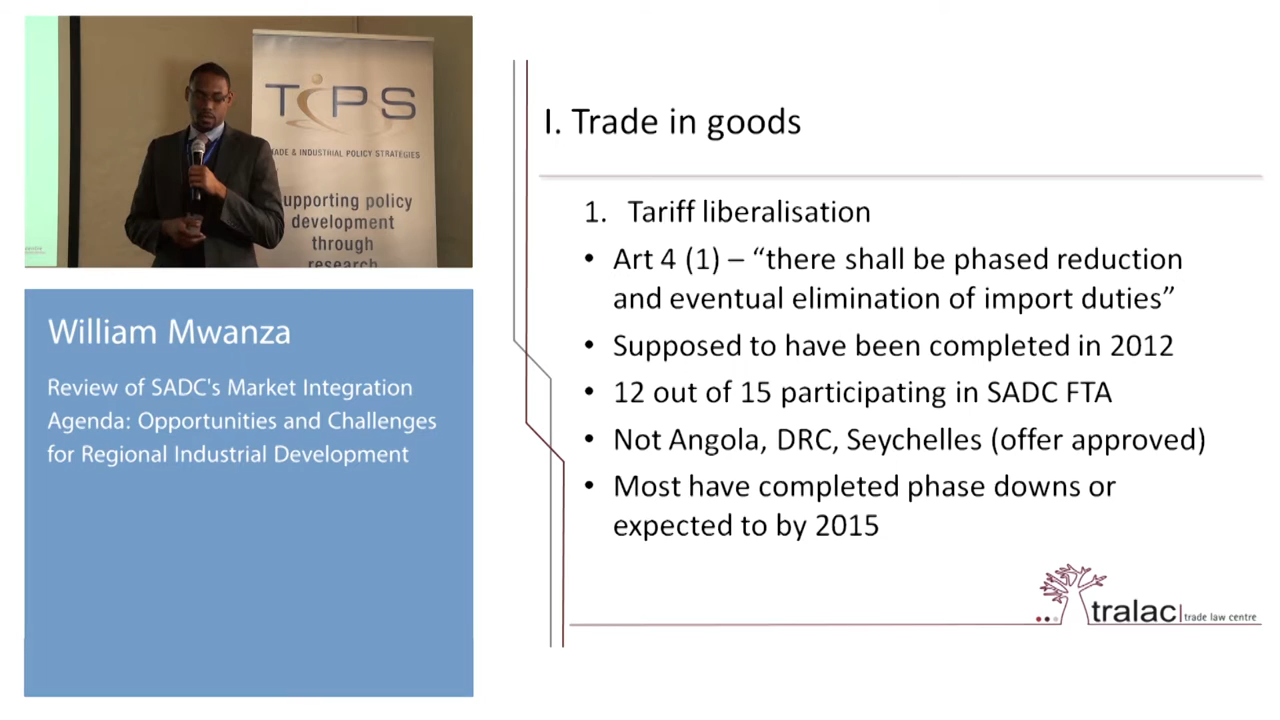 TiPS
TRADE & INDUSTRIAL POLICY STRATEGIES
upporting policy
development
through
research
William Mwanza
Review of SADC's Market Integration
Agenda: Opportunities and Challenges
for Regional Industrial Development
I. Trade in goods
1. Tariff liberalisation
• Art 4 (1) – “there shall be phased reduction
and eventual elimination of import duties”
• Supposed to have been completed in 2012
• 12 out of 15 participating in SADC FTA
• Not Angola, DRC, Seychelles (offer approved)
• Most have completed phase downs or
expected to by 2015
tralac| trade law centre